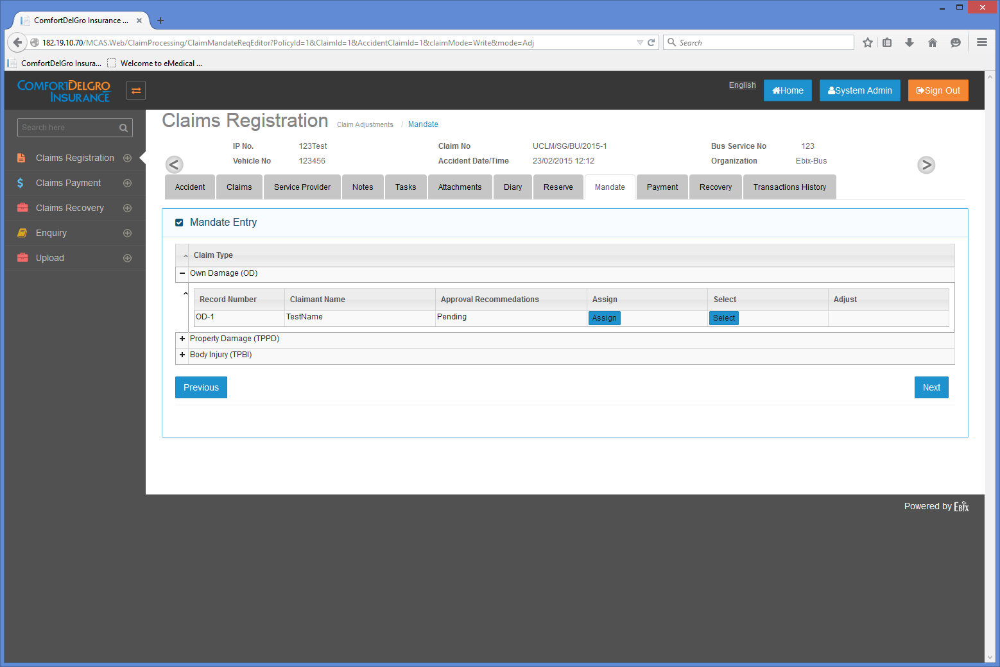 ComfortDelGro Insurance ...
182.19.10.70/MCAS.Web/ClaimProcessing/ClaimMandateReqEditor?PolicyId=1&ClaimId=1&AccidentClaimId=1&claimMode=Write&mode=Adj
Search
ComfortDelGro Insura...
Welcome to eMedical ...
COMFORTDELGRO
INSURANCE
English
Home
System Admin
Sign Out
Search here
Claims Registration
Claims Payment
Claims Recovery
Enquiry
Upload
Claims Registration Claim Adjustments / Mandate
IP No. 123Test Claim No UCLM/SG/BU/2015-1 Bus Service No 123
Vehicle No 123456 Accident Date/Time 23/02/2015 12:12 Organization Ebix-Bus
< >
Accident Claims Service Provider Notes Tasks Attachments Diary Reserve Mandate Payment Recovery Transactions History
Mandate Entry
Claim Type
Own Damage (OD)
Record Number Claimant Name Approval Recommedations Assign Select Adjust
OD-1 TestName Pending Assign Select
Property Damage (TPPD)
Body Injury (TPBI)
Previous Next
Powered by EBIX